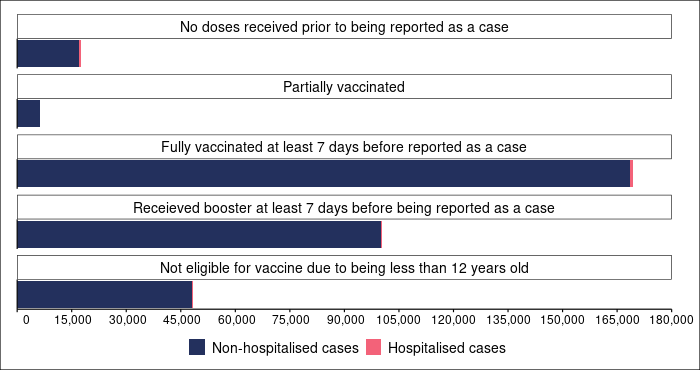 No doses received prior to being reported as a case
Partially vaccinated
Fully vaccinated at least 7 days before reported as a case
Receieved booster at least 7 days before being reported as a case
Not eligible for vaccine due to being less than 12 years old
0 15,000 30,000 45,000 60,000 75,000 90,000 105,000 120,000 135,000 150,000 165,000 180,000
Non-hospitalised cases Hospitalised cases